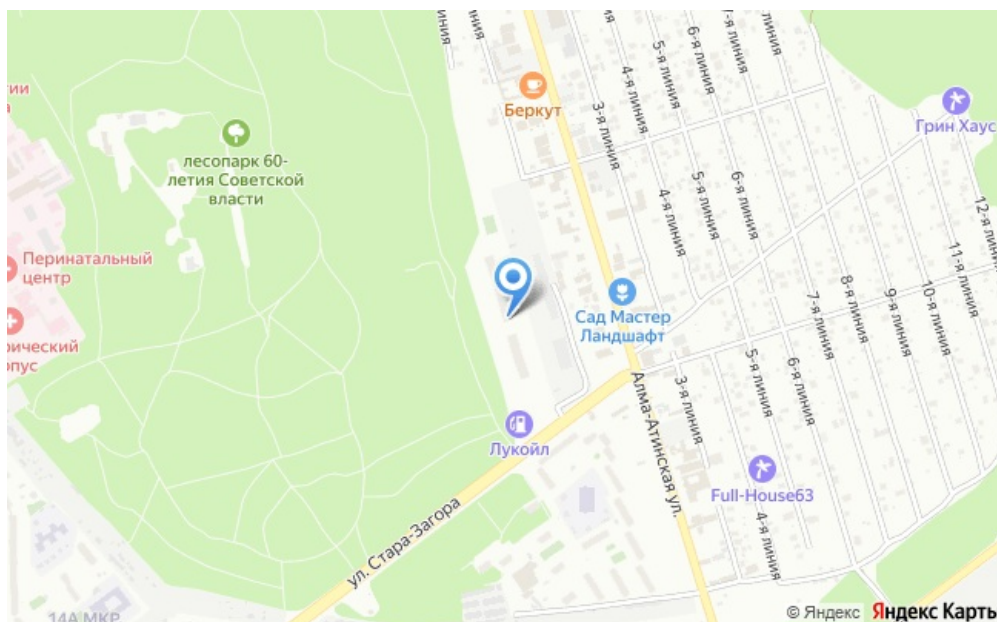 линия
линия
линия
7-я линия
6-я линия
5-я линия
4-я линия
3-я линия
Беркут
Грин Хаус
лесопарк 60-
летия Советской
власти
4-я линия
5-я линия
6-я линия
12-я линия
11-я линия
10-я линия
9-я линия
8-я линия
7-я линия
Перинатальный
центр
Сад Мастер
Ландшафт
3-я линия
5-я линия
6-я линия
Алма-Атинская ул.
Лукойл
Full-House63
4-я линия
ул. Стара-Загора
14А МКР
© Яндекс Яндекс Карты